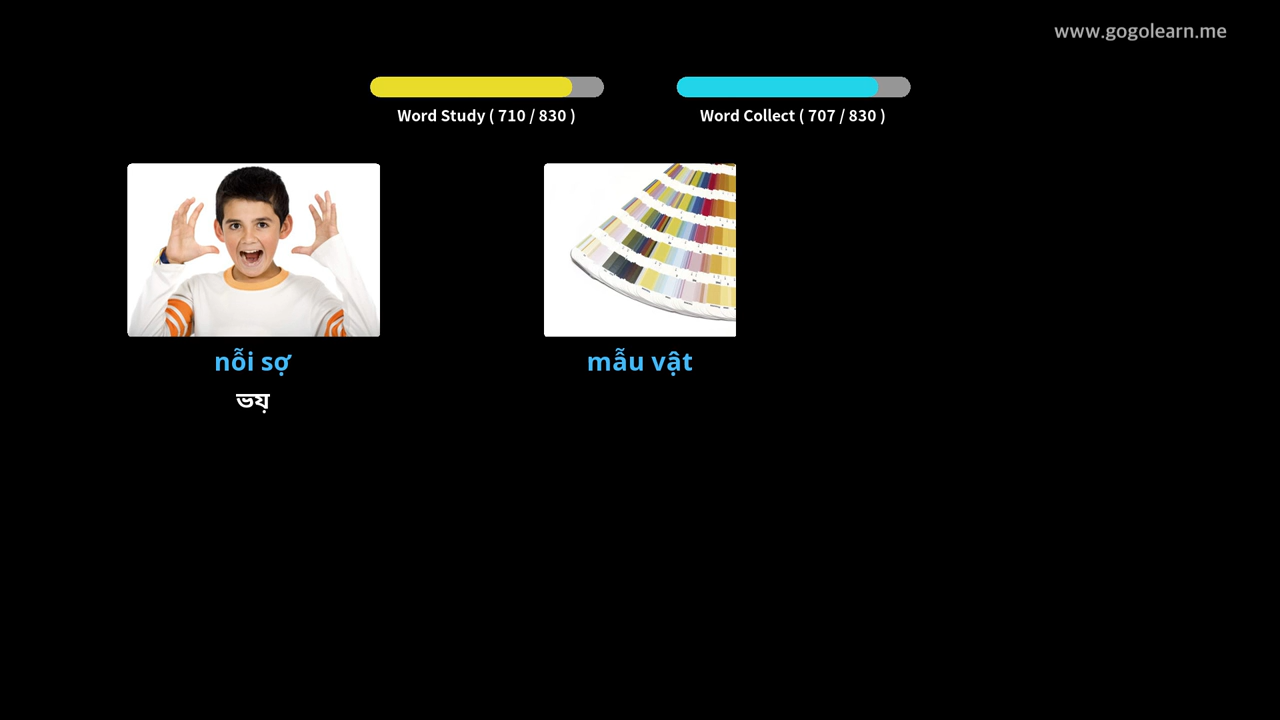 www.gogolearn.me
Word Study ( 710 / 830 )
Word Collect ( 707 / 830 )
nỗi sợ
mẫu vật
ভয়